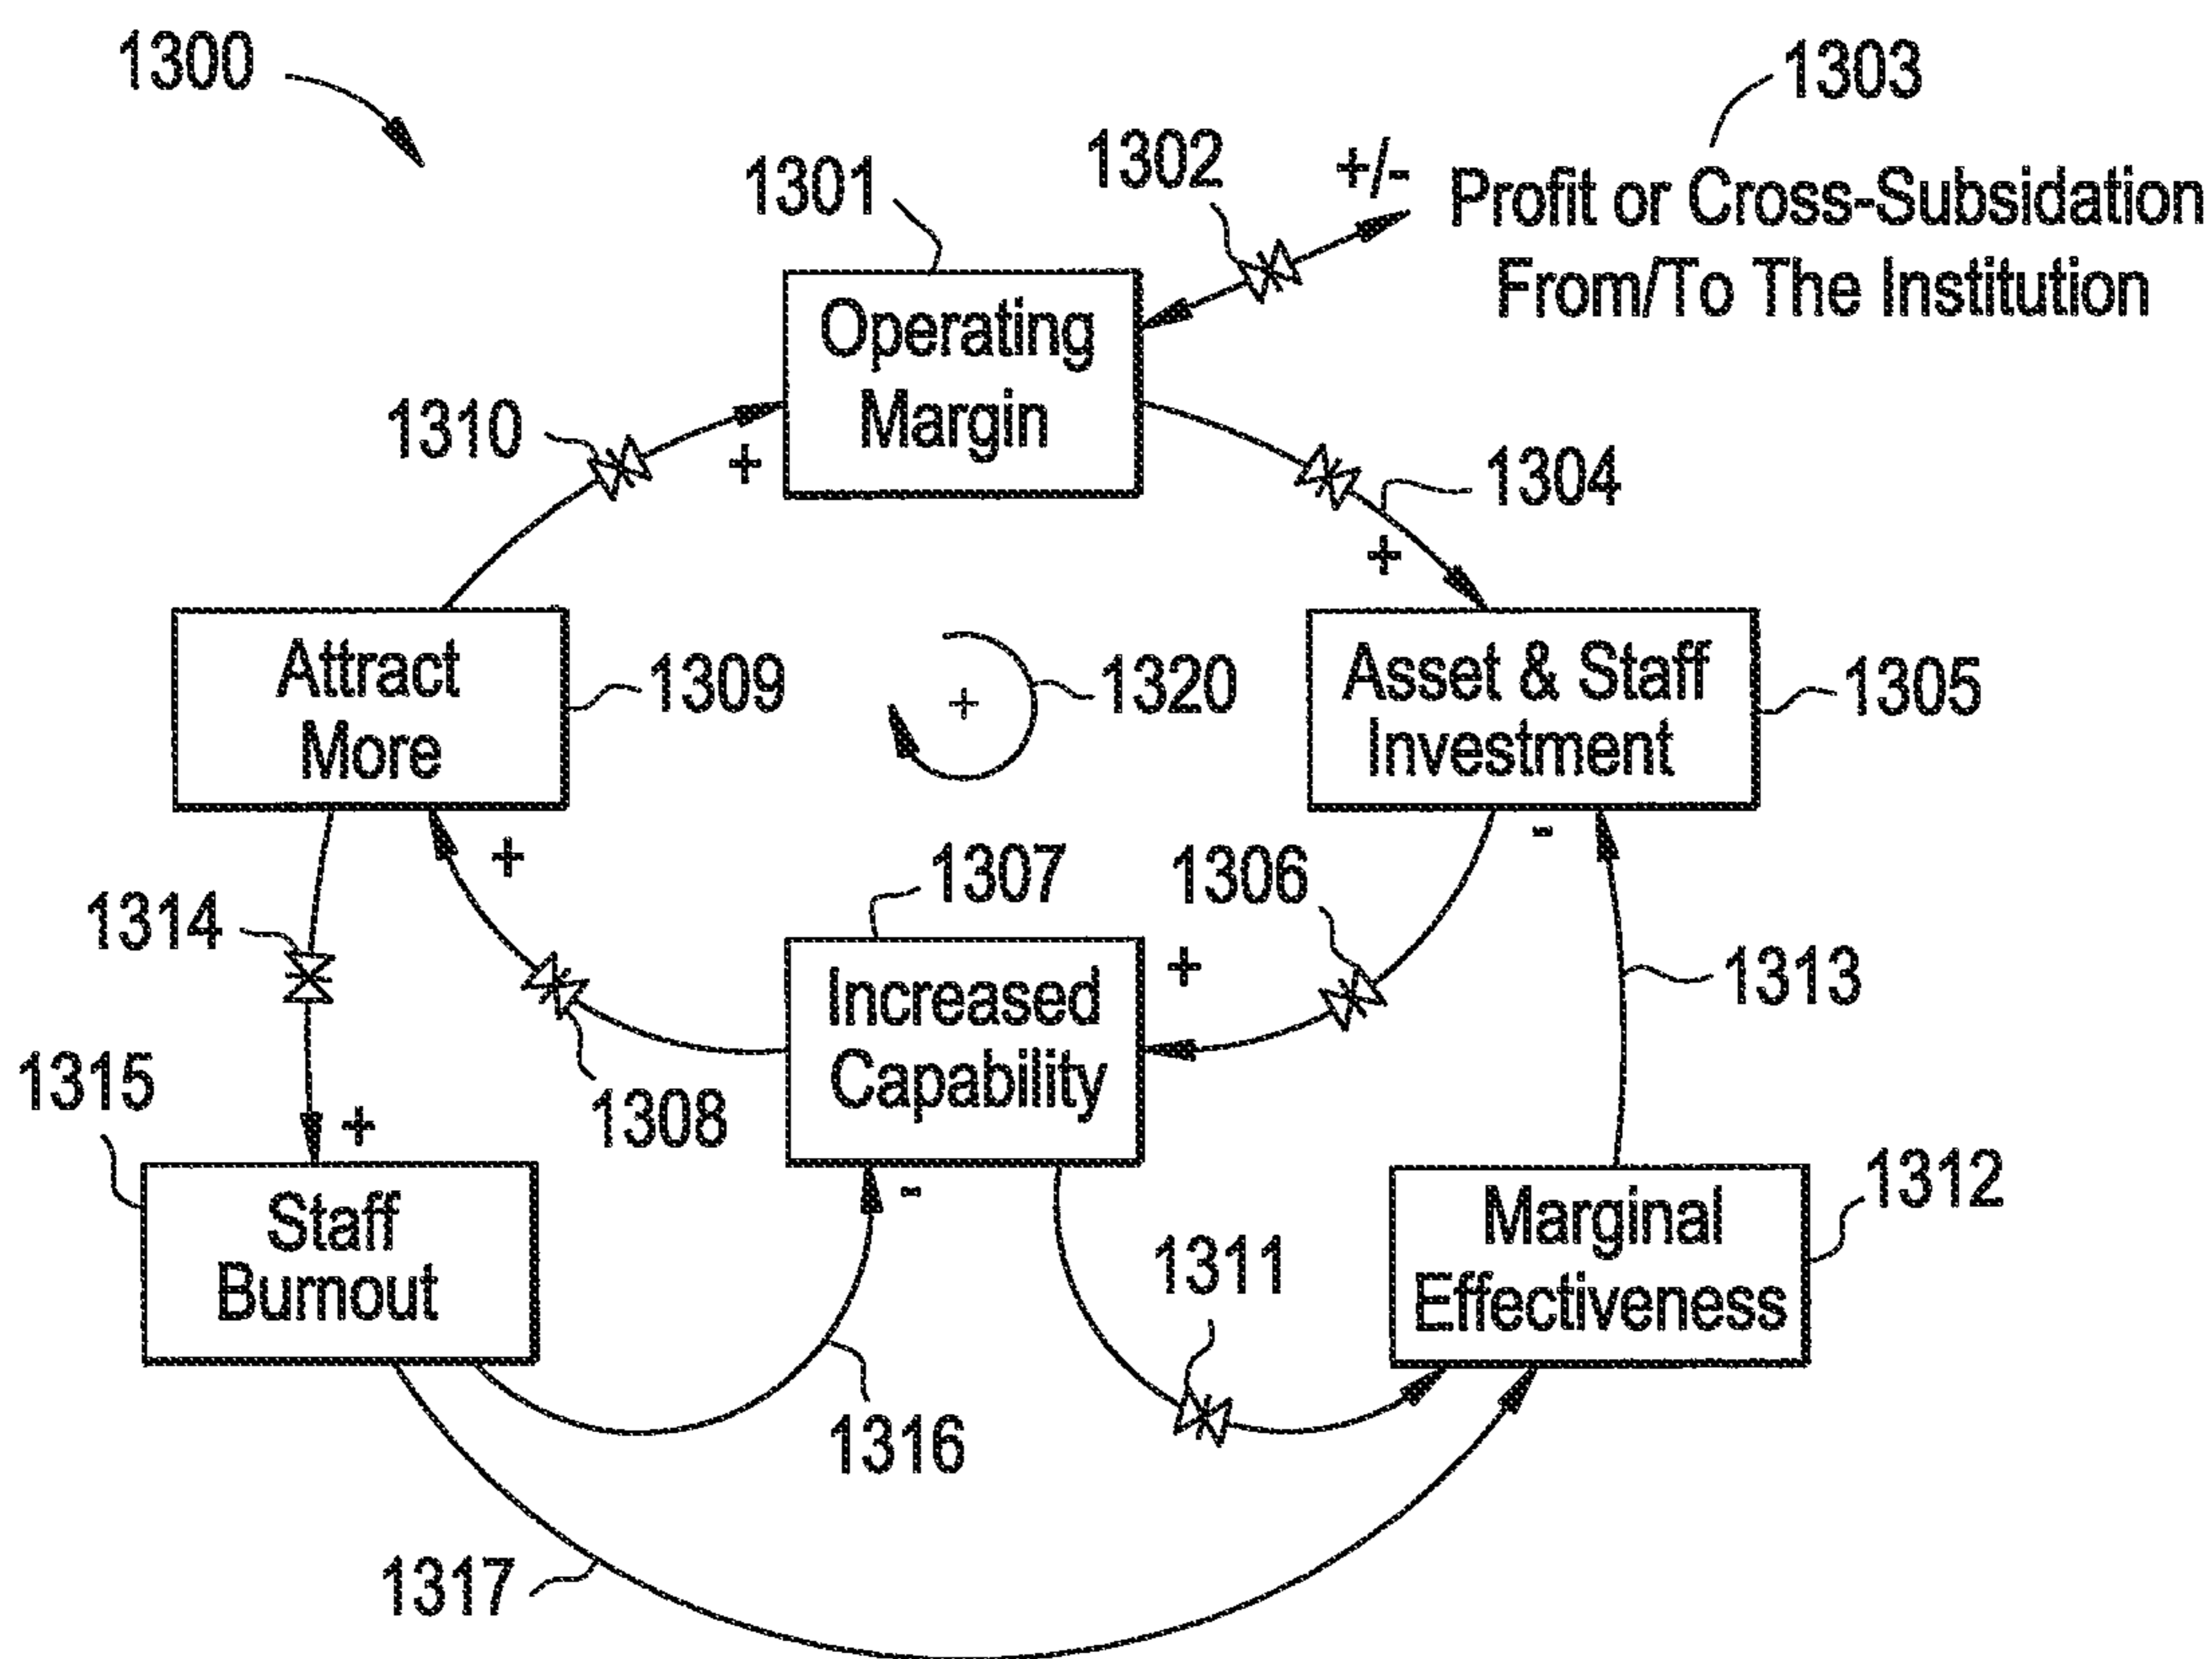 1300
1303
1302
+/-
1301
Profit or Cross-Subsidation
From/To The Institution
Operating
Margin
1310
+
1304
+
Attract
More
1309
+
1320
Asset & Staff
Investment
1305
+
-
1307
1306
1314
+
1313
Increased
Capability
1315
+
1308
1312
Staff
Burnout
-
1311
Marginal
Effectiveness
1316
1317